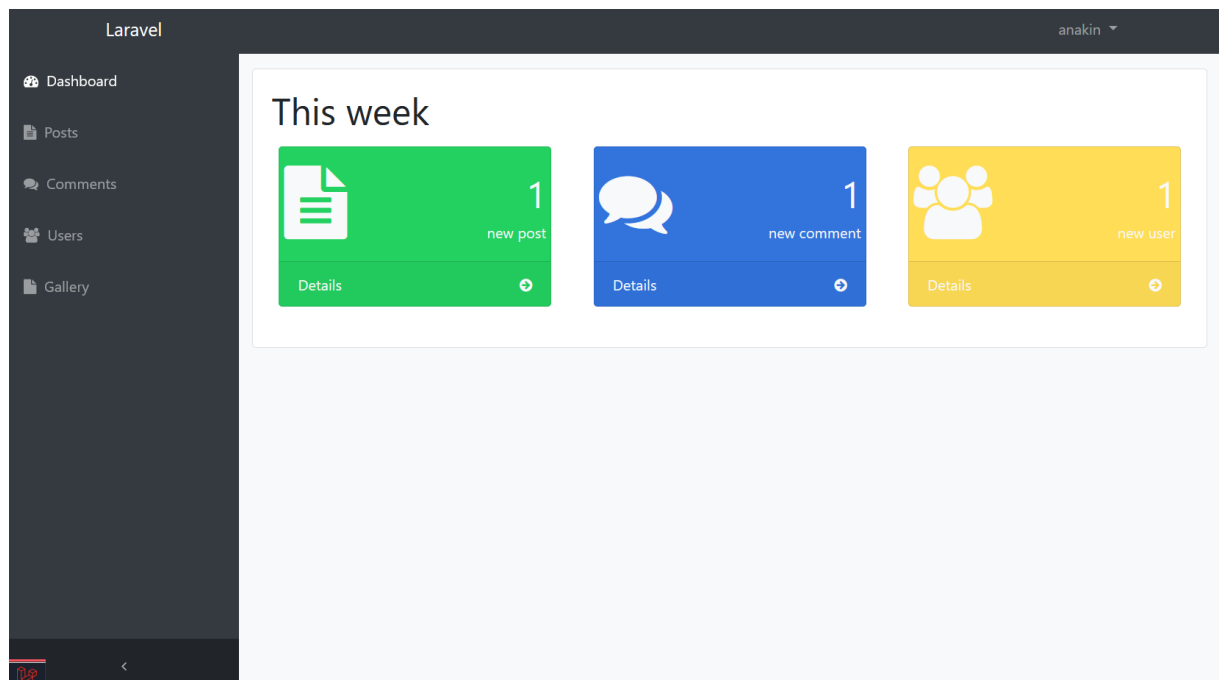 Laravel
anakin
Dashboard
Posts
Comments
Users
Gallery
This week
1
new post
Details
1
new comment
Details
1
new user
Details